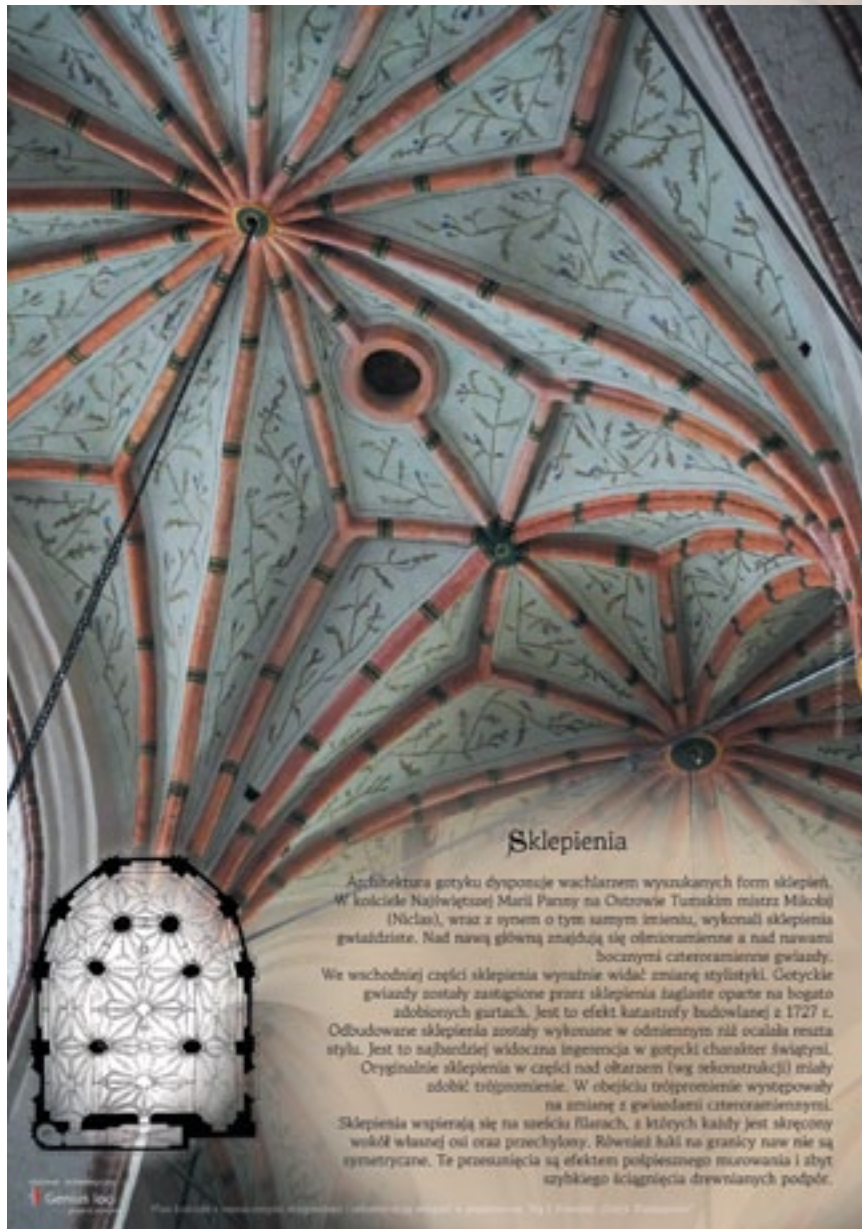 Sklepienia
Architektura gotyku dysponuje wachlarzem wyszukanych form sklepień.
W kościele Najświętszej Marii Panny na Ostrowie Tumskim mistrz Mikołaj
(Niclas), wraz z synem o tym samym imieniu, wykonali sklepienia
gwiaździste. Nad nawą główną znajdują się ośmioramienne a nad nawami
bocznymi czteroramienne gwiazdy.
We wschodniej części sklepienia wyraźnie widać zmianę stylistyki. Gotyckie
gwiazdy zostały zastąpione przez sklepienia żaglaste oparte na bogato
zdobionych gurtach. Jest to efekt katastrofy budowlanej z 1727 r.
Odbudowane sklepienia zostały wykonane w odmiennym niż ocalała reszta
stylu. Jest to najbardziej widoczna ingerencja w gotycki charakter świątyni.
Oryginalnie sklepienia w części nad ołtarzem (wg rekonstrukcji) miały
zdobić trójpromienie. W obejściu trójpromienie występowały
na zmianę z gwiazdami czteroramiennymi.
Sklepienia wspierają się na sześciu filarach, z których każdy jest skręcony
wokół własnej osi oraz przechylony. Również łuki na granicy naw nie są
symetryczne. Te przesunięcia są efektem pośpiesznego murowania i zbyt
szybkiego ściągnięcia drewnianych podpór.
Genius loci